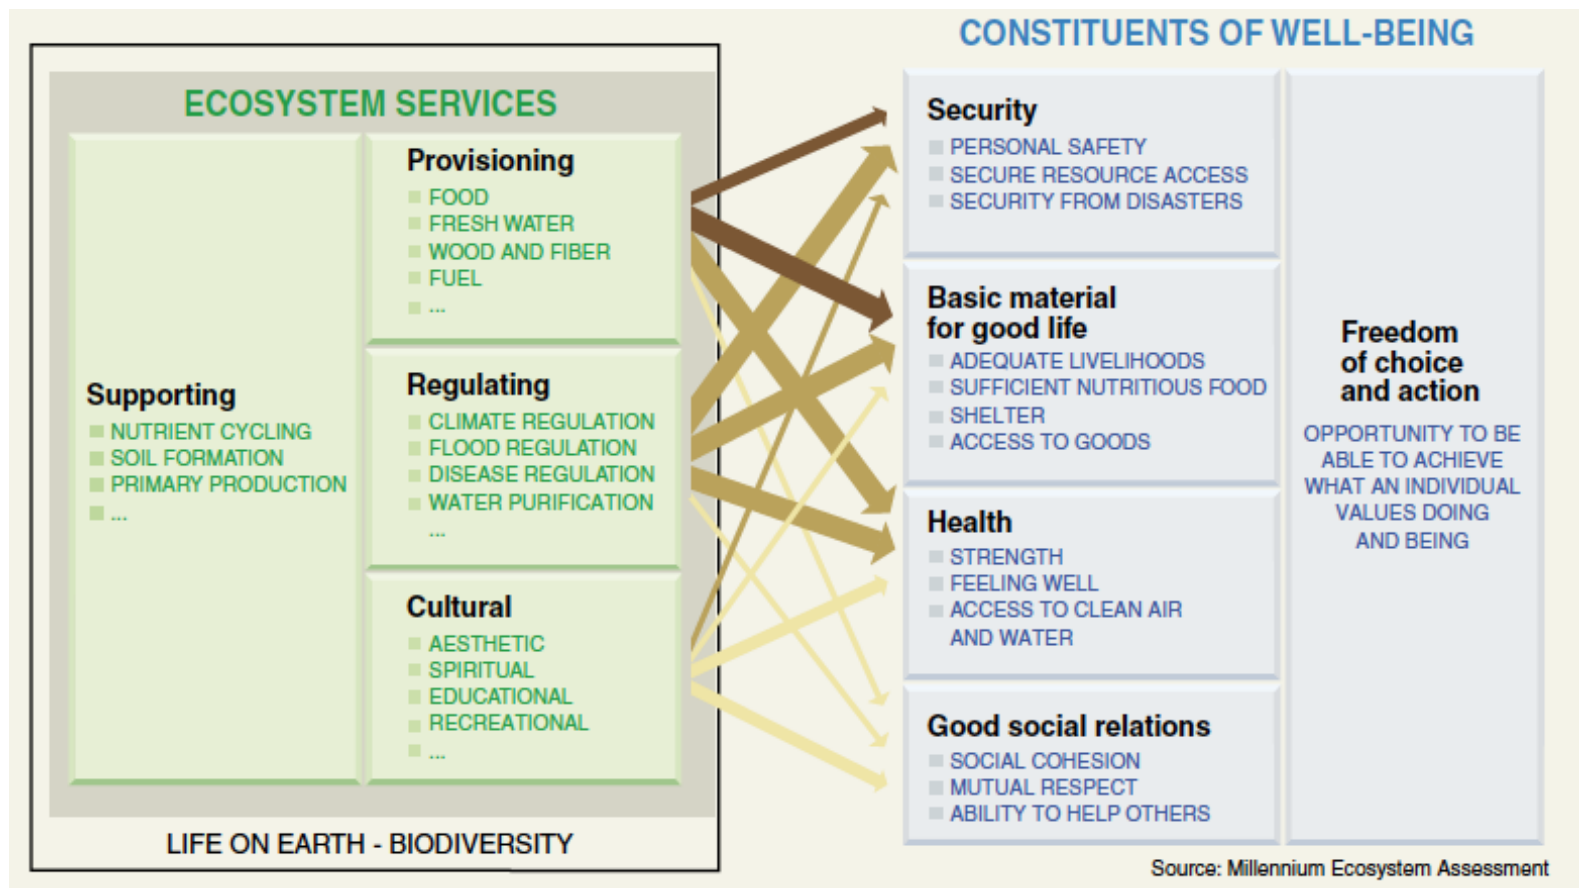 CONSTITUENTS OF WELL-BEING
ECOSYSTEM SERVICES
Supporting
NUTRIENT CYCLING
SOIL FORMATION
PRIMARY PRODUCTION
...
Provisioning
FOOD
FRESH WATER
WOOD AND FIBER
FUEL
...
Regulating
CLIMATE REGULATION
FLOOD REGULATION
DISEASE REGULATION
WATER PURIFICATION
...
Cultural
AESTHETIC
SPIRITUAL
EDUCATIONAL
RECREATIONAL
...
LIFE ON EARTH - BIODIVERSITY
Security
PERSONAL SAFETY
SECURE RESOURCE ACCESS
SECURITY FROM DISASTERS
Basic material
for good life
ADEQUATE LIVELIHOODS
SUFFICIENT NUTRITIOUS FOOD
SHELTER
ACCESS TO GOODS
Health
STRENGTH
FEELING WELL
ACCESS TO CLEAN AIR
AND WATER
Good social relations
SOCIAL COHESION
MUTUAL RESPECT
ABILITY TO HELP OTHERS
Freedom
of choice
and action
OPPORTUNITY TO BE
ABLE TO ACHIEVE
WHAT AN INDIVIDUAL
VALUES DOING
AND BEING
Source: Millennium Ecosystem Assessment